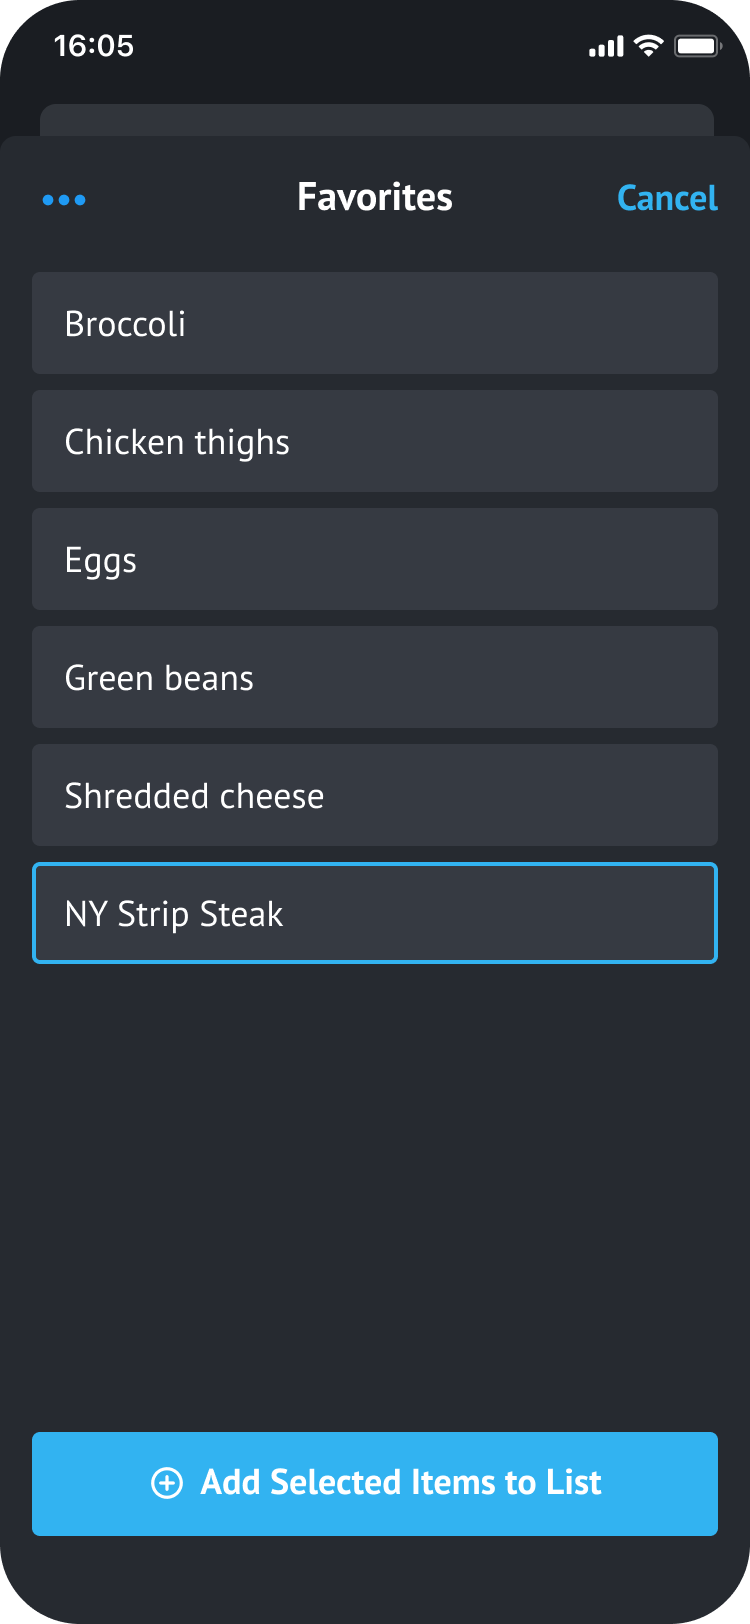 16:05
Favorites
Cancel
Broccoli
Chicken thighs
Eggs
Green beans
Shredded cheese
NY Strip Steak
Add Selected Items to List